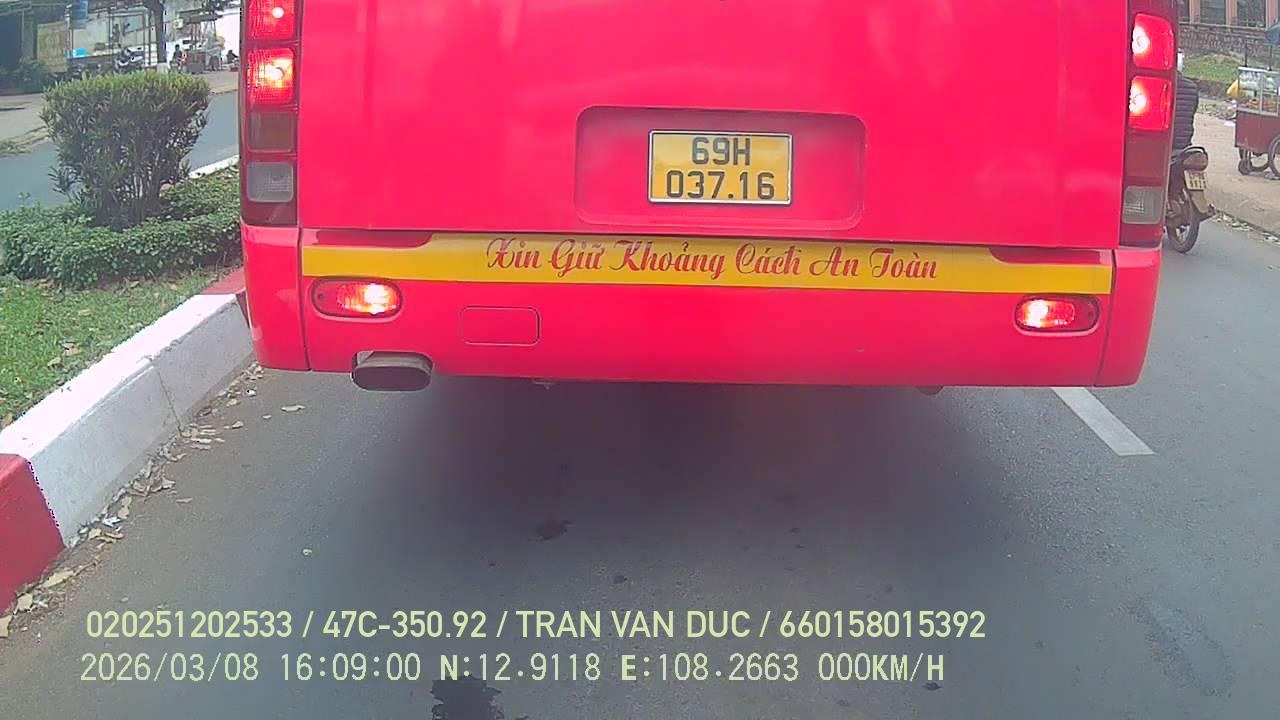 69H
037.16
Xin Giữ Khoảng Cách An Toàn
020251202533 / 47C-350.92 / TRAN VAN DUC / 660158015392
2026/03/08 16:09:00 N:12.9118 E:108.2663 000KM/H